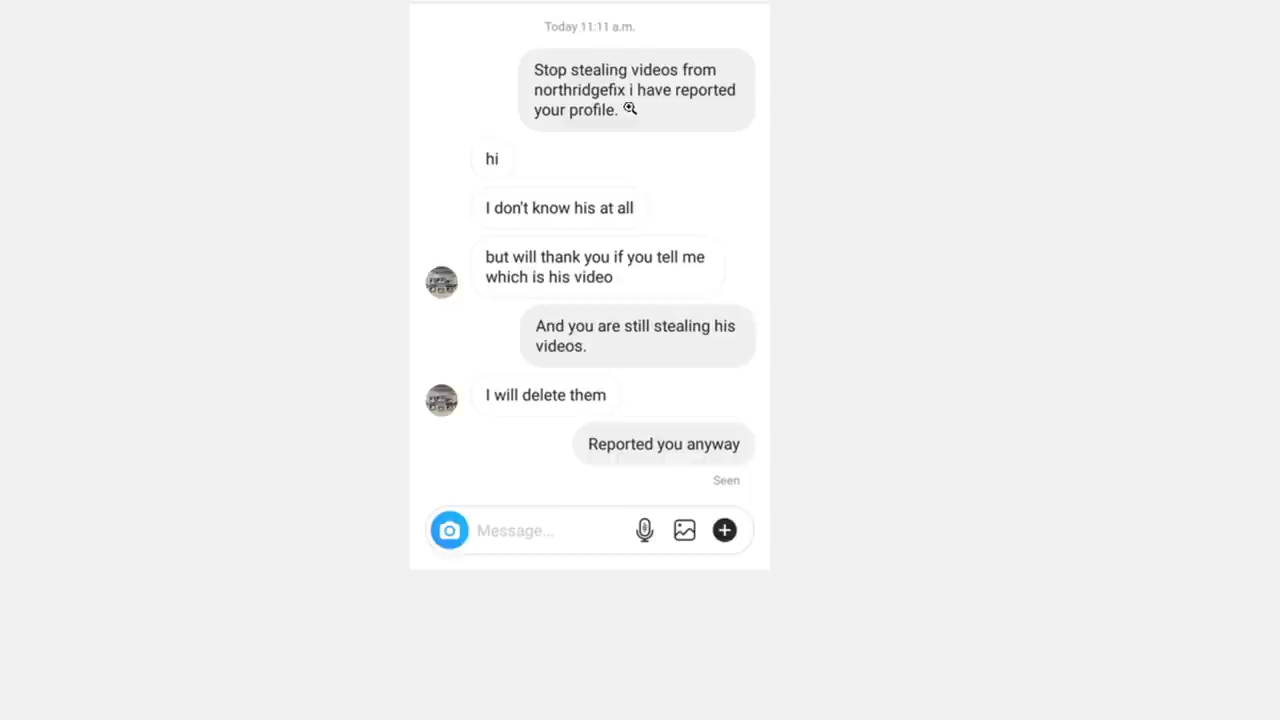 Today 11:11 a.m.
Stop stealing videos from
northridgefix i have reported
your profile.
hi
I don't know his at all
but will thank you if you tell me
which is his video
And you are still stealing his
videos.
I will delete them
Reported you anyway
Seen
Message...